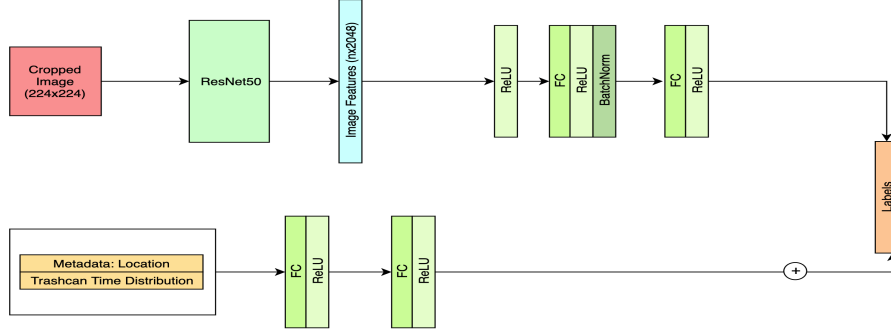 Cropped
Image
(224x224)
ResNet50
Image Features (nx2048)
ReLU
FC
ReLU
BatchNorm
FC
ReLU
Labels
Metadata: Location
Trashcan Time Distribution
FC
ReLU
FC
ReLU
+